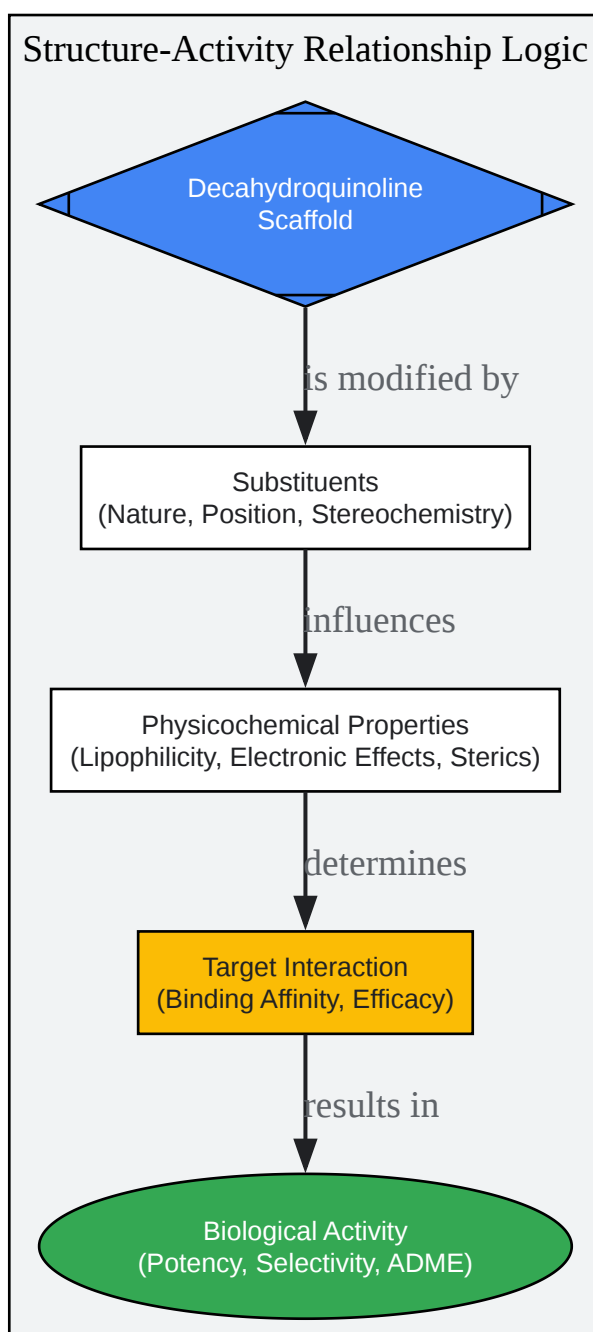 Structure-Activity Relationship Logic
Decahydroquinoline
Scaffold
is modified by
Substituents
(Nature, Position, Stereochemistry)
influences
Physicochemical Properties
(Lipophilicity, Electronic Effects, Sterics)
determines
Target Interaction
(Binding Affinity, Efficacy)
results in
Biological Activity
(Potency, Selectivity, ADME)